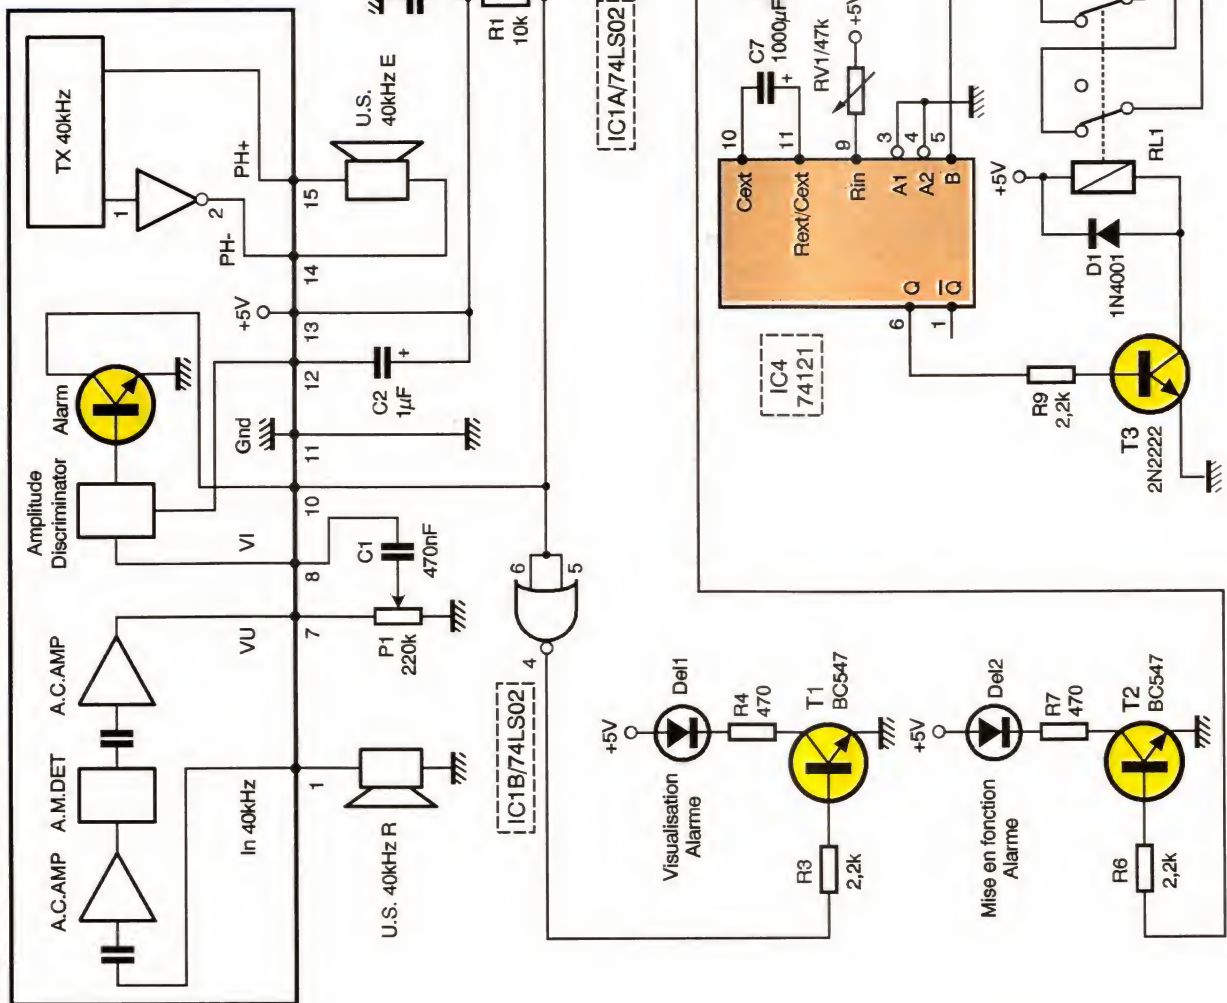 TX 40kHz
1
2
PH+
PH-
15
14
U.S.
40kHz E
+5V
13
12
C2
1µF
+
Alarm
Gnd
11
Amplitude
Discriminator
10
VI
8
C1
470nF
A.C.AMP
A.M.DET
A.C.AMP
VU
7
P1
220k
In 40kHz
1
U.S. 40kHz R
R1
10k
IC1A/74LS02
6
5
4
IC1B/74LS02
+5V
Del1
Visualisation
Alarme
R4
470
T1
BC547
R3
2,2k
+5V
Del2
Mise en fonction
Alarme
R7
470
T2
BC547
R6
2,2k
C7
1000µF
+
RV1/47k
+5V
10
11
9
3
4
5
Cext
Rext/Cext
Rin
A1
A2
B
Q
Q
6
1
IC4
74121
R9
2,2k
T3
2N2222
+5V
D1
1N4001
RL1